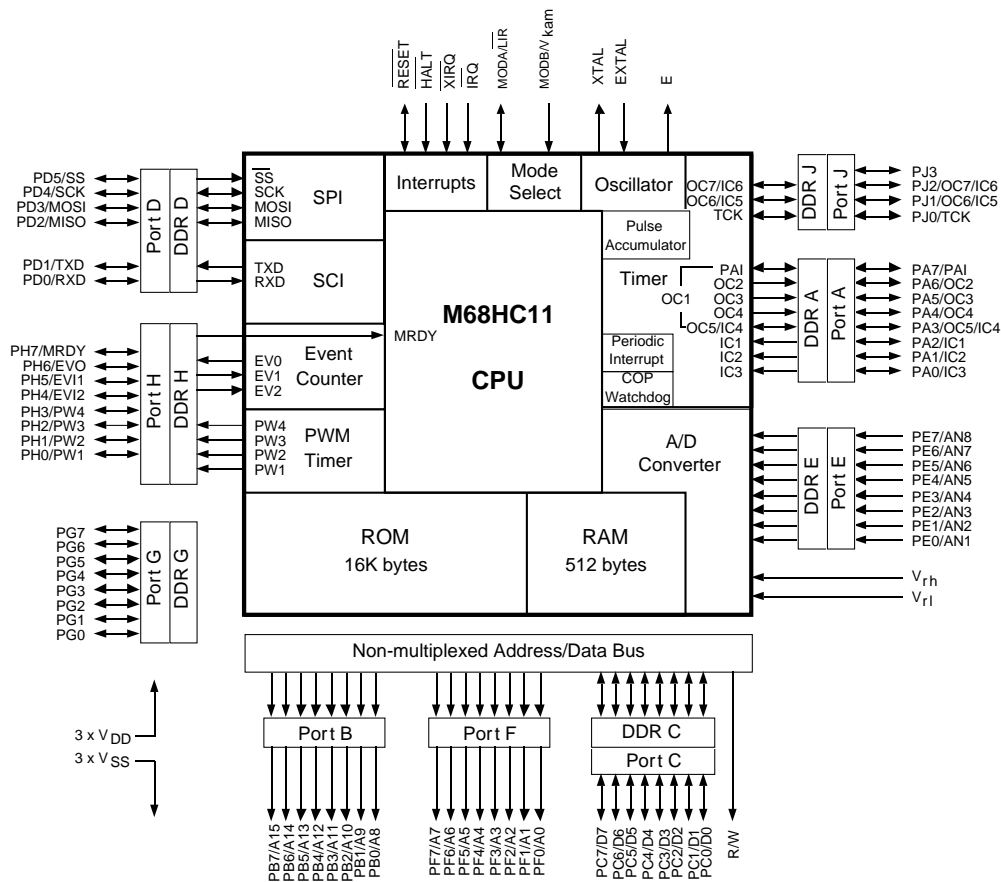 RESET
HALT
XIRQ
IRQ
MODA/LIR
MODB/Vkam
XTAL
EXTAL
E
PD5/SS
PD4/SCK
PD3/MOSI
PD2/MISO
PD1/TXD
PD0/RXD
Port D
DDR D
SS
SCK
MOSI
MISO
SPI
TXD
RXD
SCI
Interrupts
Mode
Select
Oscillator
OC7/IC6
OC6/IC5
TCK
DDR J
Port J
PJ3
PJ2/OC7/IC6
PJ1/OC6/IC5
PJ0/TCK
Pulse
Accumulator
Timer
PAI
OC2
OC1
OC3
OC4
OC5/IC4
IC1
IC2
IC3
DDR A
Port A
PA7/PAI
PA6/OC2
PA5/OC3
PA4/OC4
PA3/OC5/IC4
PA2/IC1
PA1/IC2
PA0/IC3
Periodic
Interrupt
COP
Watchdog
M68HC11
CPU
MRDY
PH7/MRDY
PH6/EVO
PH5/EVI1
PH4/EVI2
PH3/PW4
PH2/PW3
PH1/PW2
PH0/PW1
Port H
DDR H
EV0
EV1
EV2
Event
Counter
PW4
PW3
PW2
PW1
PWM
Timer
A/D
Converter
DDR E
Port E
PE7/AN8
PE6/AN7
PE5/AN6
PE4/AN5
PE3/AN4
PE2/AN3
PE1/AN2
PE0/AN1
Vrh
Vrl
PG7
PG6
PG5
PG4
PG3
PG2
PG1
PG0
Port G
DDR G
ROM
16K bytes
RAM
512 bytes
Non-multiplexed Address/Data Bus
3 x VDD
3 x VSS
Port B
Port F
DDR C
Port C
PB7/A15
PB6/A14
PB5/A13
PB4/A12
PB3/A11
PB2/A10
PB1/A9
PB0/A8
PF7/A7
PF6/A6
PF5/A5
PF4/A4
PF3/A3
PF2/A2
PF1/A1
PF0/A0
PC7/D7
PC6/D6
PC5/D5
PC4/D4
PC3/D3
PC2/D2
PC1/D1
PC0/D0
R/W